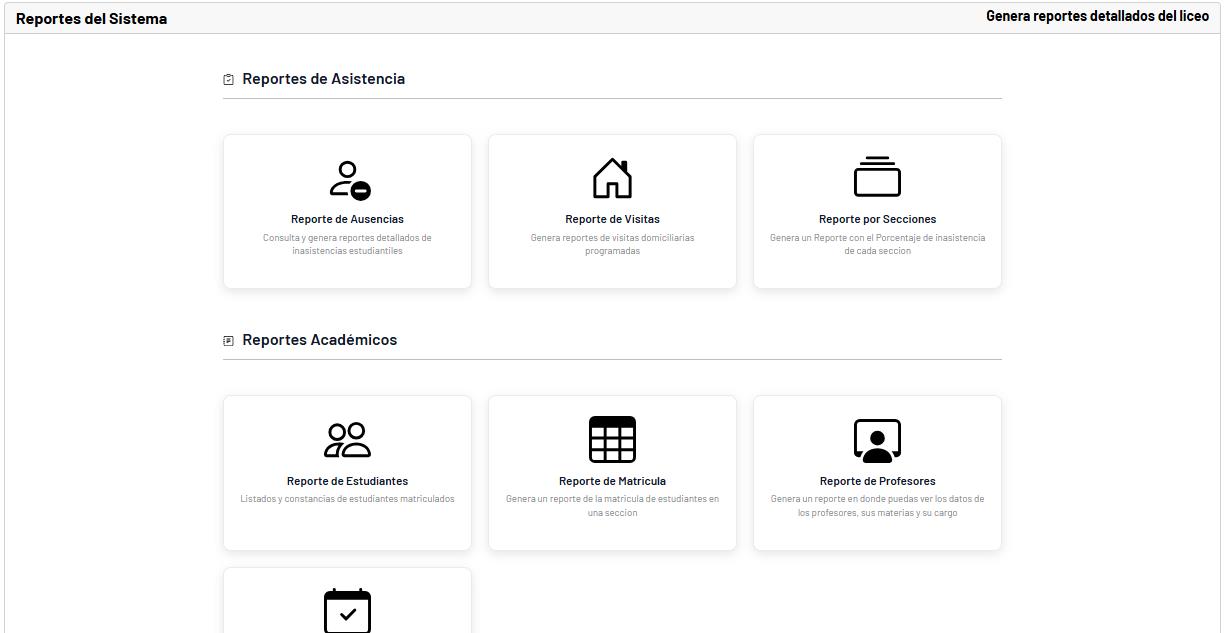 Reportes del Sistema
Genera reportes detallados del liceo
Reportes de Asistencia
Reporte de Ausencias
Consulta y genera reportes detallados de
inasistencias estudiantiles
Reporte de Visitas
Genera reportes de visitas domiciliarias
programadas
Reporte por Secciones
Genera un Reporte con el Porcentaje de inasistencia
de cada seccion
Reportes Académicos
Reporte de Estudiantes
Listados y constancias de estudiantes matriculados
Reporte de Matricula
Genera un reporte de la matricula de estudiantes en
una seccion
Reporte de Profesores
Genera un reporte en donde puedas ver los datos de
los profesores, sus materias y su cargo